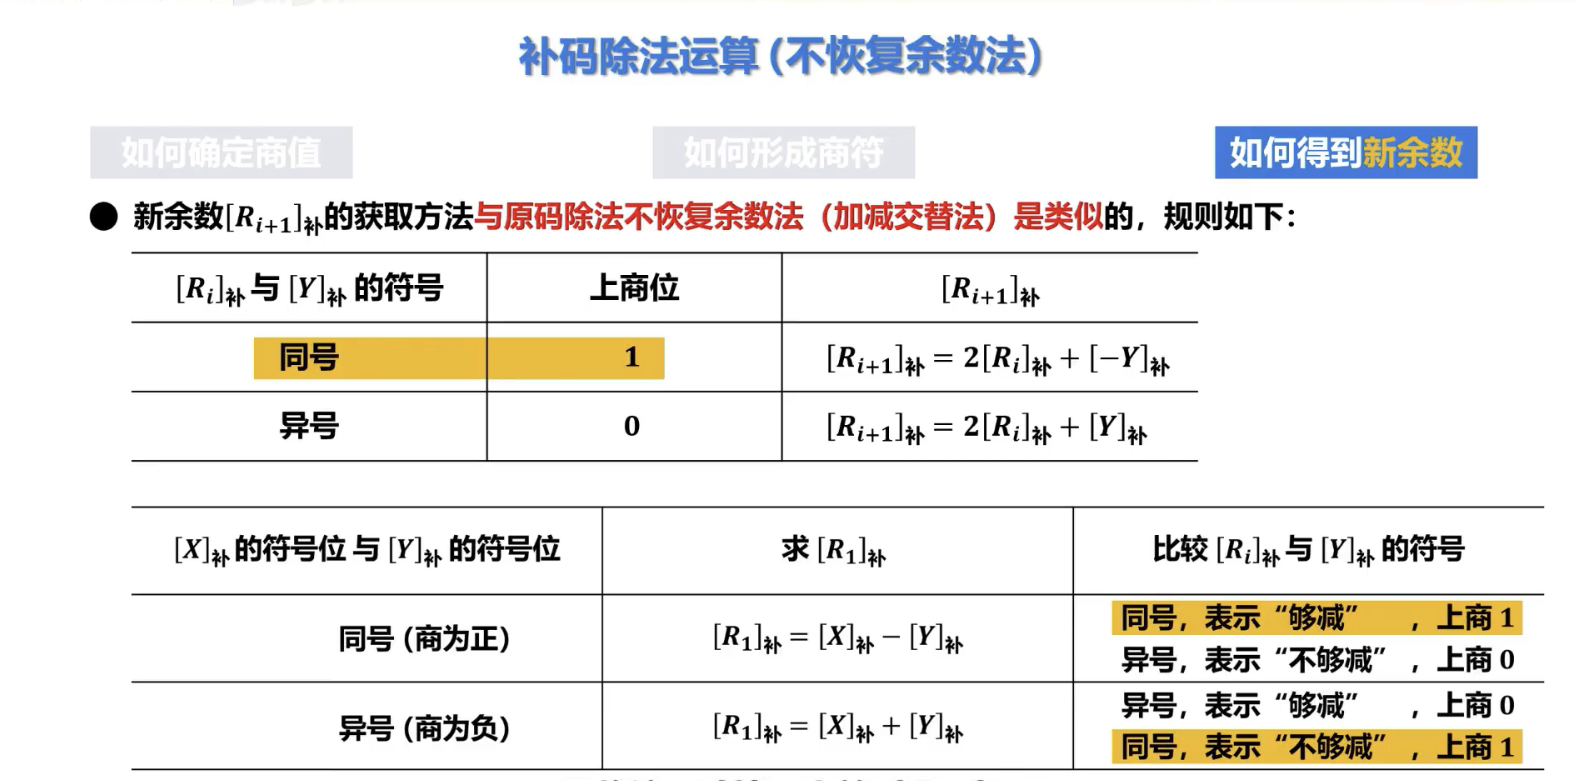 补码除法运算 (不恢复余数法)
如何确定商值 如何形成商符 如何得到新余数
● 新余数[Rᵢ₊₁]补的获取方法与原码除法不恢复余数法（加减交替法）是类似的，规则如下：
[Rᵢ]补与 [Y]补 的符号 上商位 [Rᵢ₊₁]补
同号 1 [Rᵢ₊₁]补 = 2[Rᵢ]补 + [−Y]补
异号 0 [Rᵢ₊₁]补 = 2[Rᵢ]补 + [Y]补
[X]补 的符号位 与 [Y]补 的符号位 求 [R₁]补 比较 [Rᵢ]补 与 [Y]补 的符号
同号 (商为正) [R₁]补 = [X]补 − [Y]补 同号，表示“够减” ，上商 1
异号，表示“不够减” ，上商 0
异号 (商为负) [R₁]补 = [X]补 + [Y]补 异号，表示“够减” ，上商 0
同号，表示“不够减” ，上商 1